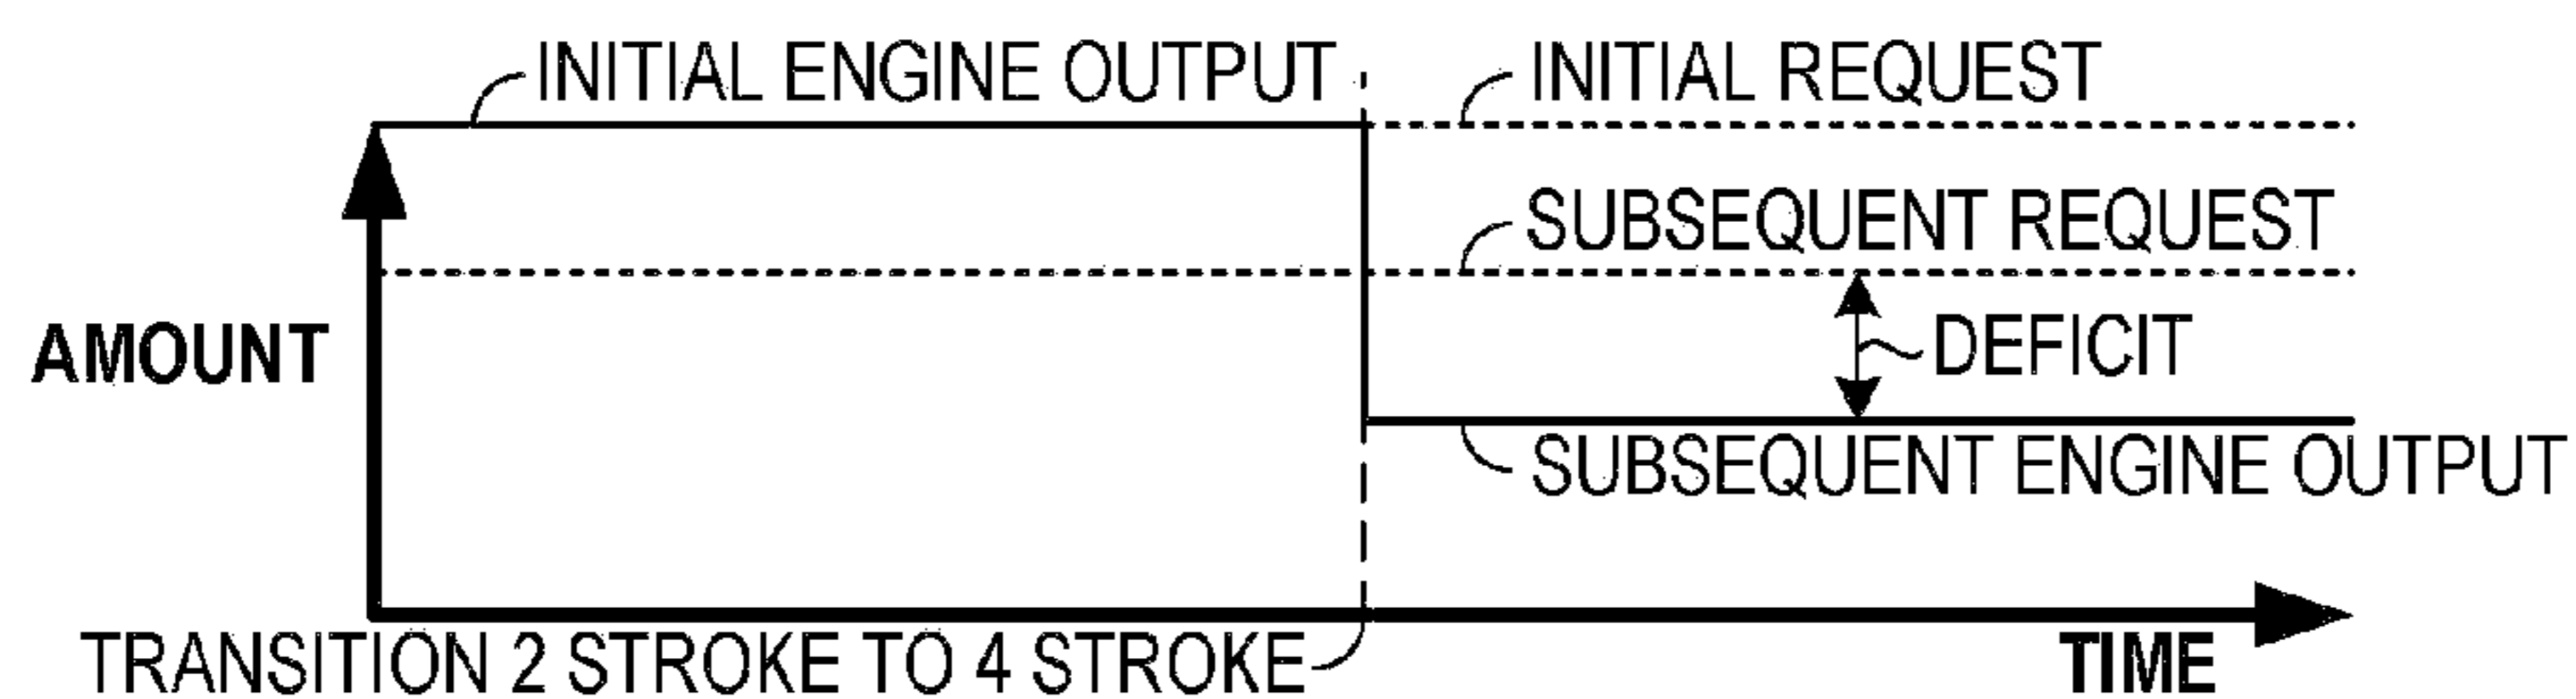 INITIAL ENGINE OUTPUT
INITIAL REQUEST
SUBSEQUENT REQUEST
AMOUNT
DEFICIT
SUBSEQUENT ENGINE OUTPUT
TRANSITION 2 STROKE TO 4 STROKE
TIME